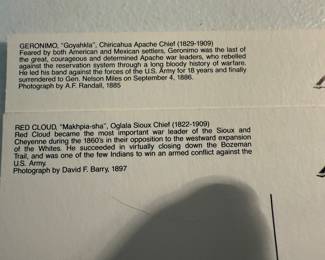 GERONIMO, "Goyahkla", Chiricahua Apache Chief (1829-1909)
Feared by both American and Mexican settlers, Geronimo was the last of
the great, courageous and determined Apache war leaders, who rebelled
against the reservation system through a long bloody history of warfare.
He led his band against the forces of the U.S. Army for 18 years and finally
surrendered to Gen. Nelson Miles on September 4, 1886.
Photograph by A.F. Randall, 1885
RED CLOUD, "Makhpia-sha", Oglala Sioux Chief (1822-1909)
Red Cloud became the most important war leader of the Sioux and
Cheyenne during the 1860's in their opposition to the westward expansion
of the Whites. He succeeded in virtually closing down the Bozeman
Trail, and was one of few Indians to win an armed conflict against the
U.S. Army.
Photograph by David F. Barry, 1897